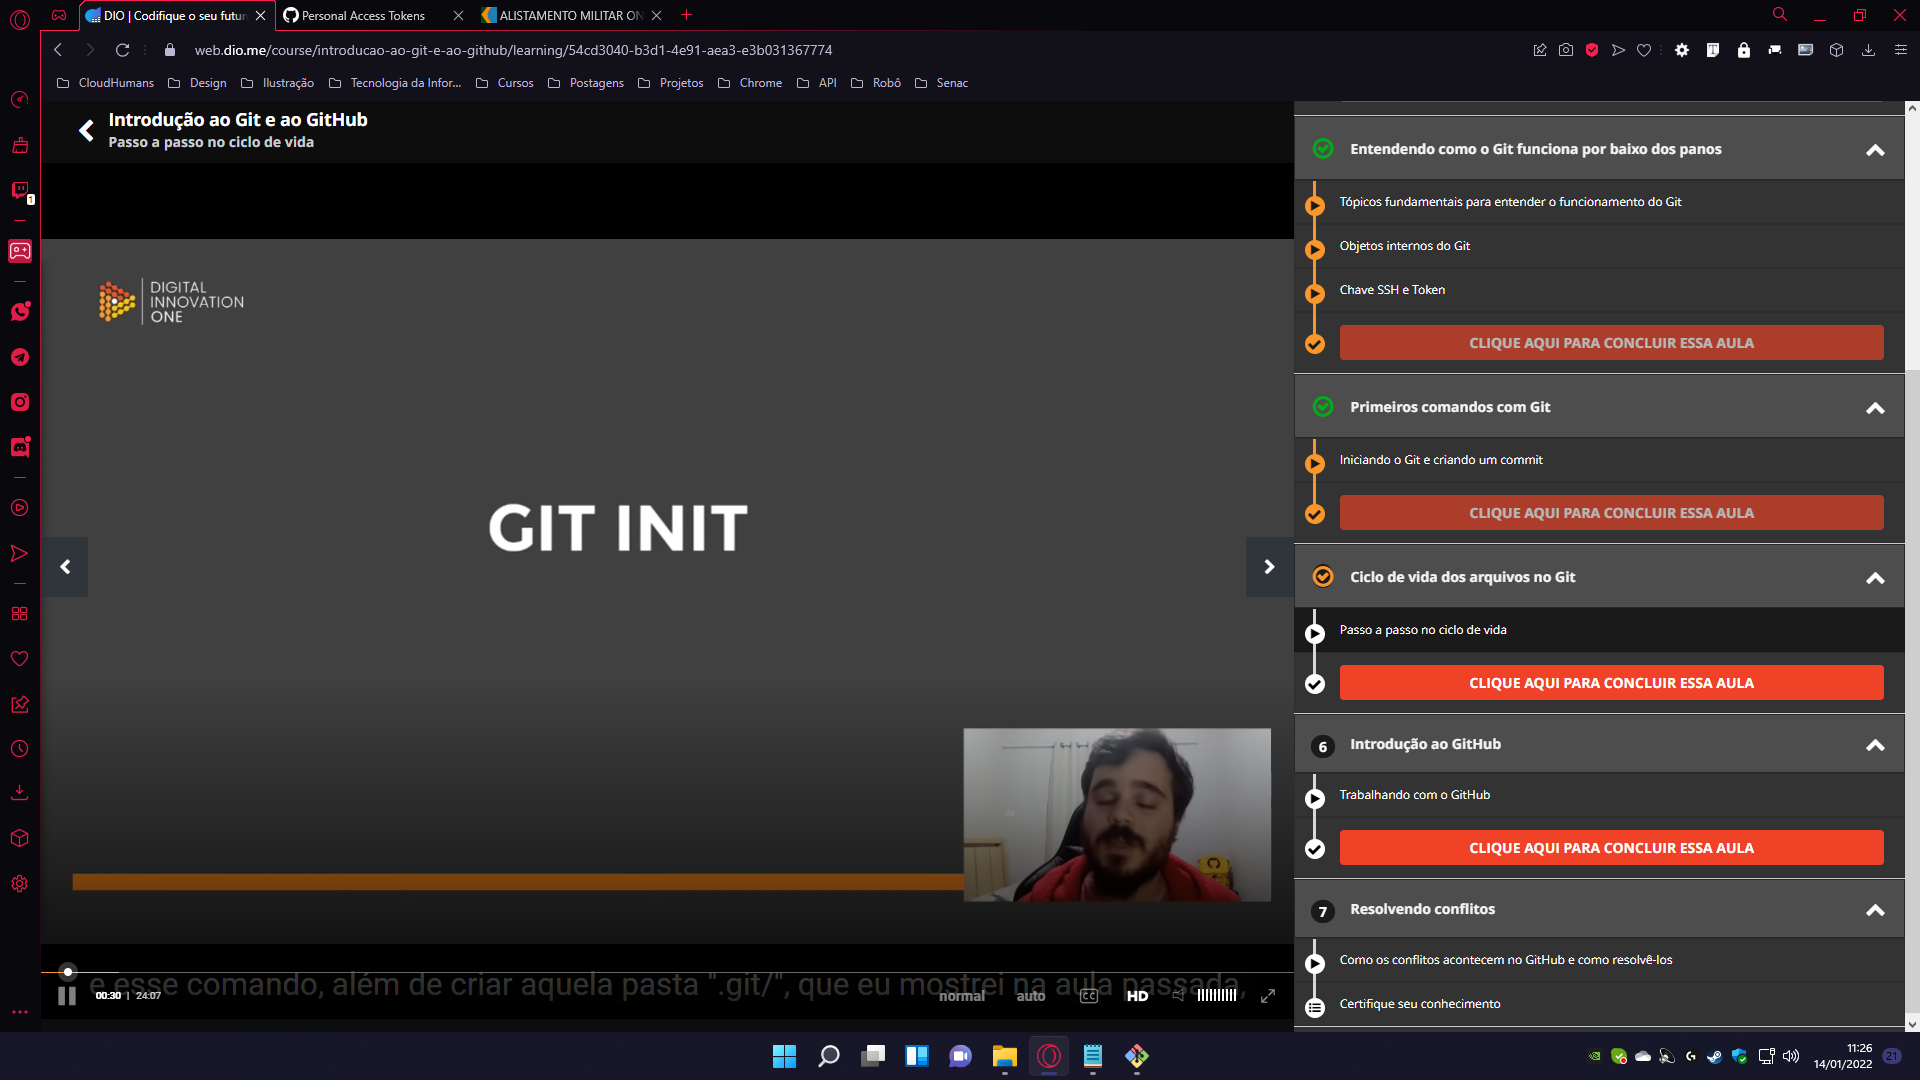 DIO | Codifique o seu futur
Personal Access Tokens
ALISTAMENTO MILITAR ON
web.dio.me/course/introducao-ao-git-e-ao-github/learning/54cd3040-b3d1-4e91-aea3-e3b031367774
CloudHumans
Design
Ilustração
Tecnologia da Infor...
Cursos
Postagens
Projetos
Chrome
API
Robô
Senac
1
Introdução ao Git e ao GitHub
Passo a passo no ciclo de vida
DIGITAL
INNOVATION
ONE
GIT INIT
e esse comando, além de criar aquela pasta ".git/", que eu mostrei na aula passada,
00:30 | 24:07
normal
auto
CC
HD
Entendendo como o Git funciona por baixo dos panos
Tópicos fundamentais para entender o funcionamento do Git
Objetos internos do Git
Chave SSH e Token
CLIQUE AQUI PARA CONCLUIR ESSA AULA
Primeiros comandos com Git
Iniciando o Git e criando um commit
CLIQUE AQUI PARA CONCLUIR ESSA AULA
Ciclo de vida dos arquivos no Git
Passo a passo no ciclo de vida
CLIQUE AQUI PARA CONCLUIR ESSA AULA
6 Introdução ao GitHub
Trabalhando com o GitHub
CLIQUE AQUI PARA CONCLUIR ESSA AULA
7 Resolvendo conflitos
Como os conflitos acontecem no GitHub e como resolvê-los
Certifique seu conhecimento
11:26
14/01/2022
21